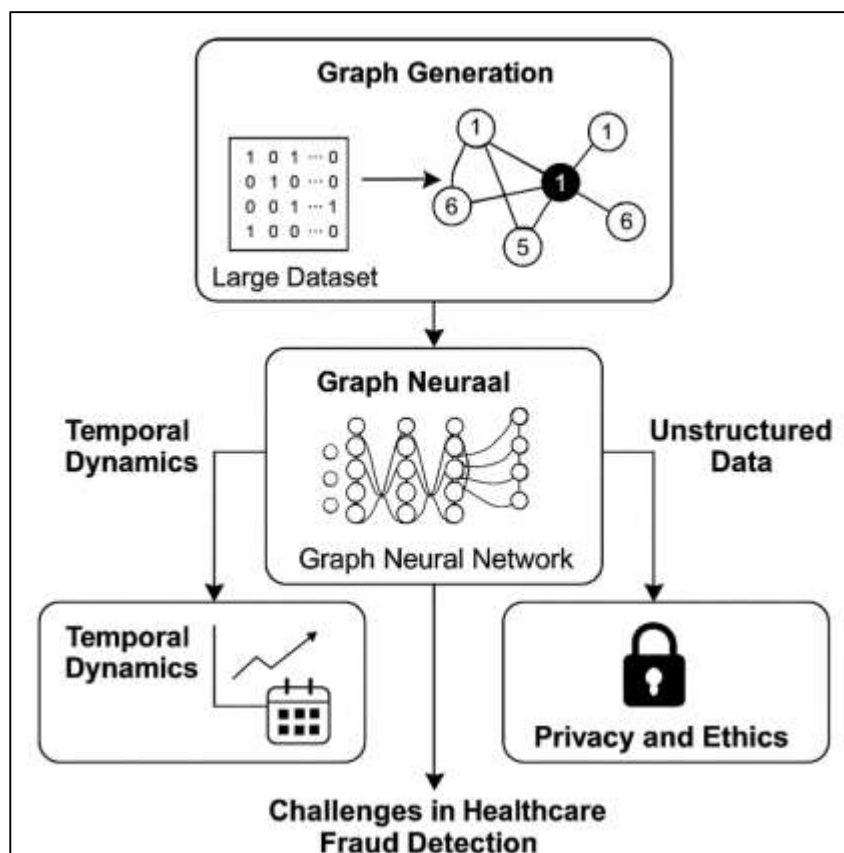 Graph Generation
1 0 1 ··· 0
0 1 0 ··· 0
0 0 1 ··· 1
1 0 0 ··· 0
Large Dataset
1
1
1
6
6
5
Graph Neuraal
Graph Neural Network
Temporal
Dynamics
Unstructured
Data
Temporal
Dynamics
Privacy and Ethics
Challenges in Healthcare
Fraud Detection